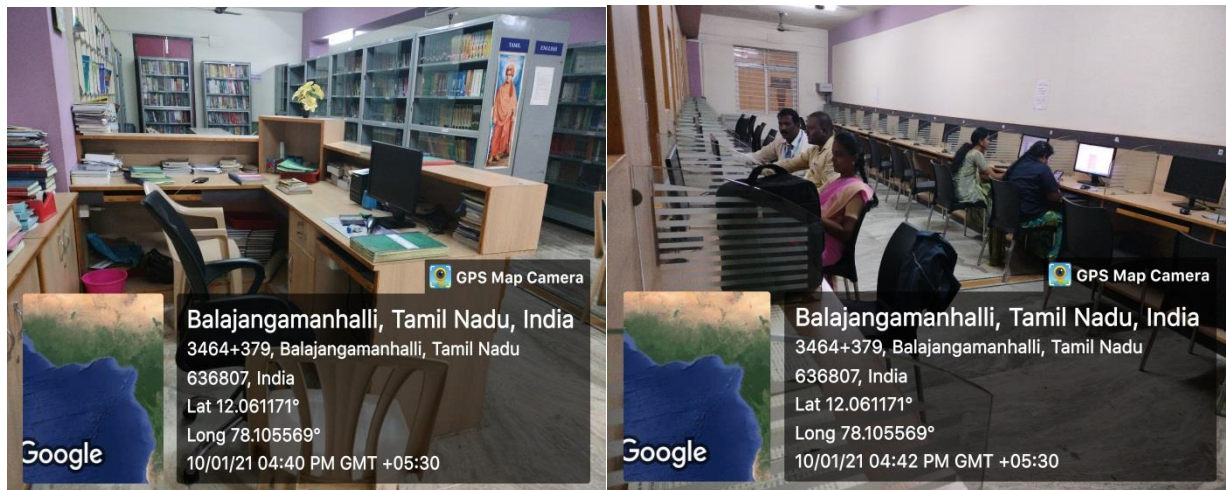 TAMIL
ENGLISH
GPS Map Camera
Balajangamanhalli, Tamil Nadu, India
3464+379, Balajangamanhalli, Tamil Nadu
636807, India
Lat 12.061171°
Long 78.105569°
10/01/21 04:40 PM GMT +05:30
Google
GPS Map Camera
Balajangamanhalli, Tamil Nadu, India
3464+379, Balajangamanhalli, Tamil Nadu
636807, India
Lat 12.061171°
Long 78.105569°
10/01/21 04:42 PM GMT +05:30
Google